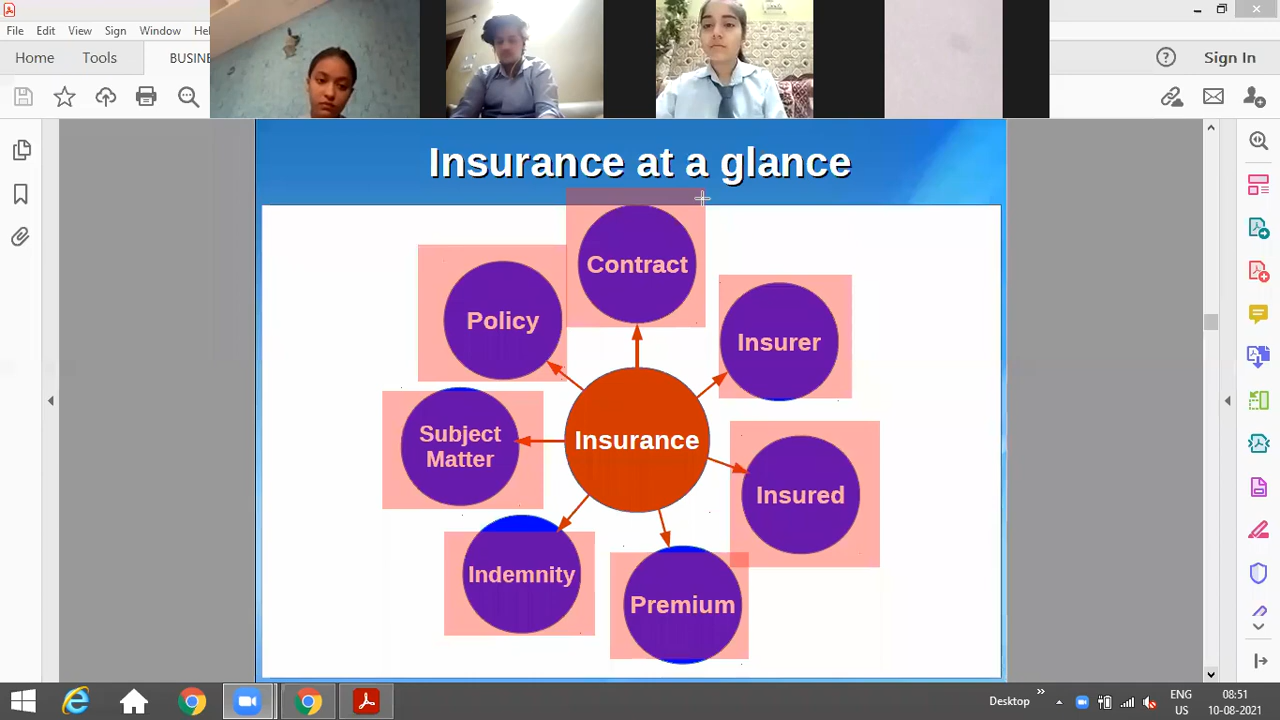 File Edit View Sign Window
Home Tools BUSINE
Sign In
Insurance at a glance
Contract
Policy
Insurer
Subject
Matter
Insurance
Insured
Indemnity
Premium
Desktop
ENG
US
08:51
10-08-2021